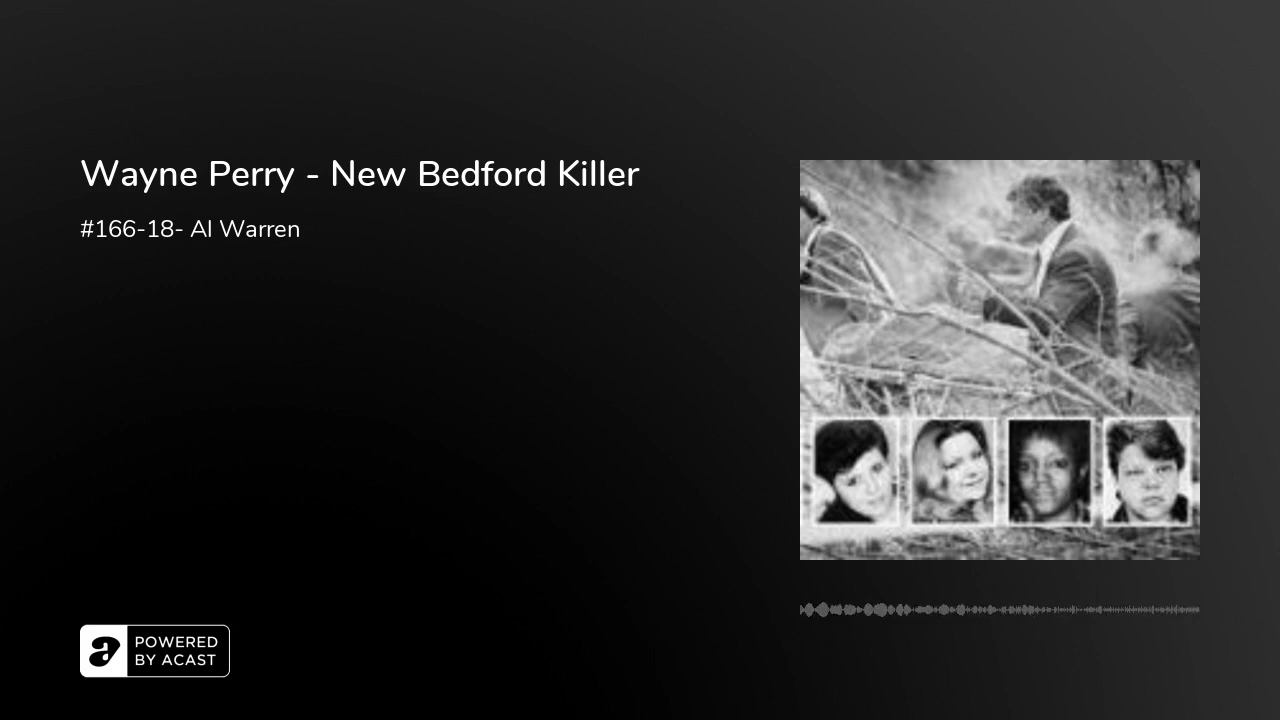 Wayne Perry - New Bedford Killer
#166-18- Al Warren
POWERED
BY ACAST